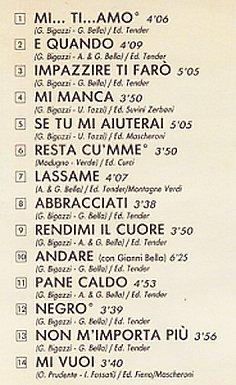 1 MI... TI...AMO° 4'06
(G. Bigazzi - G. Bella) / Ed. Tender
2 E QUANDO 4'09
(G. Bigazzi - A. & G. Bella) / Ed. Tender
3 IMPAZZIRE TI FARÒ 5'05
(G. Bigazzi - A. & G. Bella) / Ed. Tender
4 MI MANCA 3'50
(G. Bigazzi - U. Tozzi) / Ed. Suvini Zerboni
5 SE TU MI AIUTERAI 5'05
(G. Bigazzi - U. Tozzi) / Ed. Mascheroni
6 RESTA CU'MME° 3'50
(Modugno - Verde) / Ed. Curci
7 LASSAME 4'07
(A. & G. Bella) / Ed. Tender/Montagne Verdi
8 ABBRACCIATI 3'38
(G. Bigazzi - G. Bella) / Ed. Tender
9 RENDIMI IL CUORE 3'50
(G. Bigazzi - A. & G. Bella) / Ed. Tender
10 ANDARE (con Gianni Bella) 6'25
(G. Bigazzi - G. Bella) / Ed. Tender
11 PANE CALDO 4'53
(G. Bigazzi - A. & G. Bella) / Ed. Tender
12 NEGRO° 3'39
(G. Bigazzi - G. Bella) / Ed. Tender
13 NON M'IMPORTA PIÙ 3'56
(G. Bigazzi - G. Bella) / Ed. Tender
14 MI VUOI 3'40
(O. Prudente - I. Fossati) / Ed. Fieno/Mascheroni